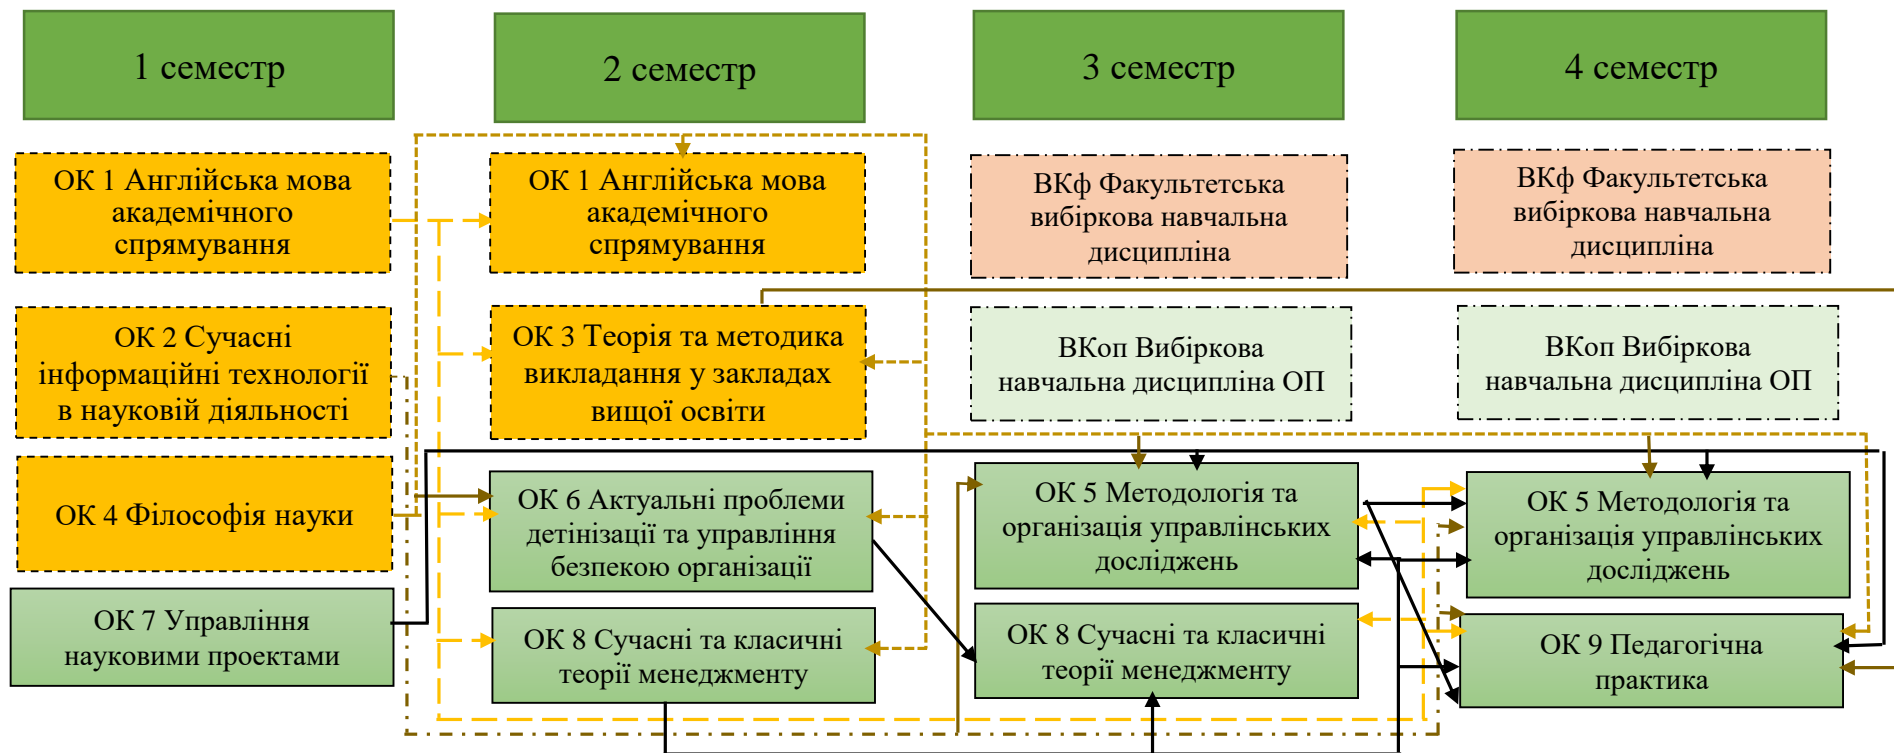 1 семестр
2 семестр
3 семестр
4 семестр
ОК 1 Англійська мова
академічного
спрямування
ОК 1 Англійська мова
академічного
спрямування
ВКф Факультетська
вибіркова навчальна
дисципліна
ВКф Факультетська
вибіркова навчальна
дисципліна
ОК 2 Сучасні
інформаційні технології
в науковій діяльності
ОК 3 Теорія та методика
викладання у закладах
вищої освіти
ВКоп Вибіркова
навчальна дисципліна ОП
ВКоп Вибіркова
навчальна дисципліна ОП
ОК 4 Філософія науки
ОК 6 Актуальні проблеми
детінізації та управління
безпекою організації
ОК 5 Методологія та
організація управлінських
досліджень
ОК 5 Методологія та
організація управлінських
досліджень
ОК 7 Управління
науковими проектами
ОК 8 Сучасні та класичні
теорії менеджменту
ОК 8 Сучасні та класичні
теорії менеджменту
ОК 9 Педагогічна
практика